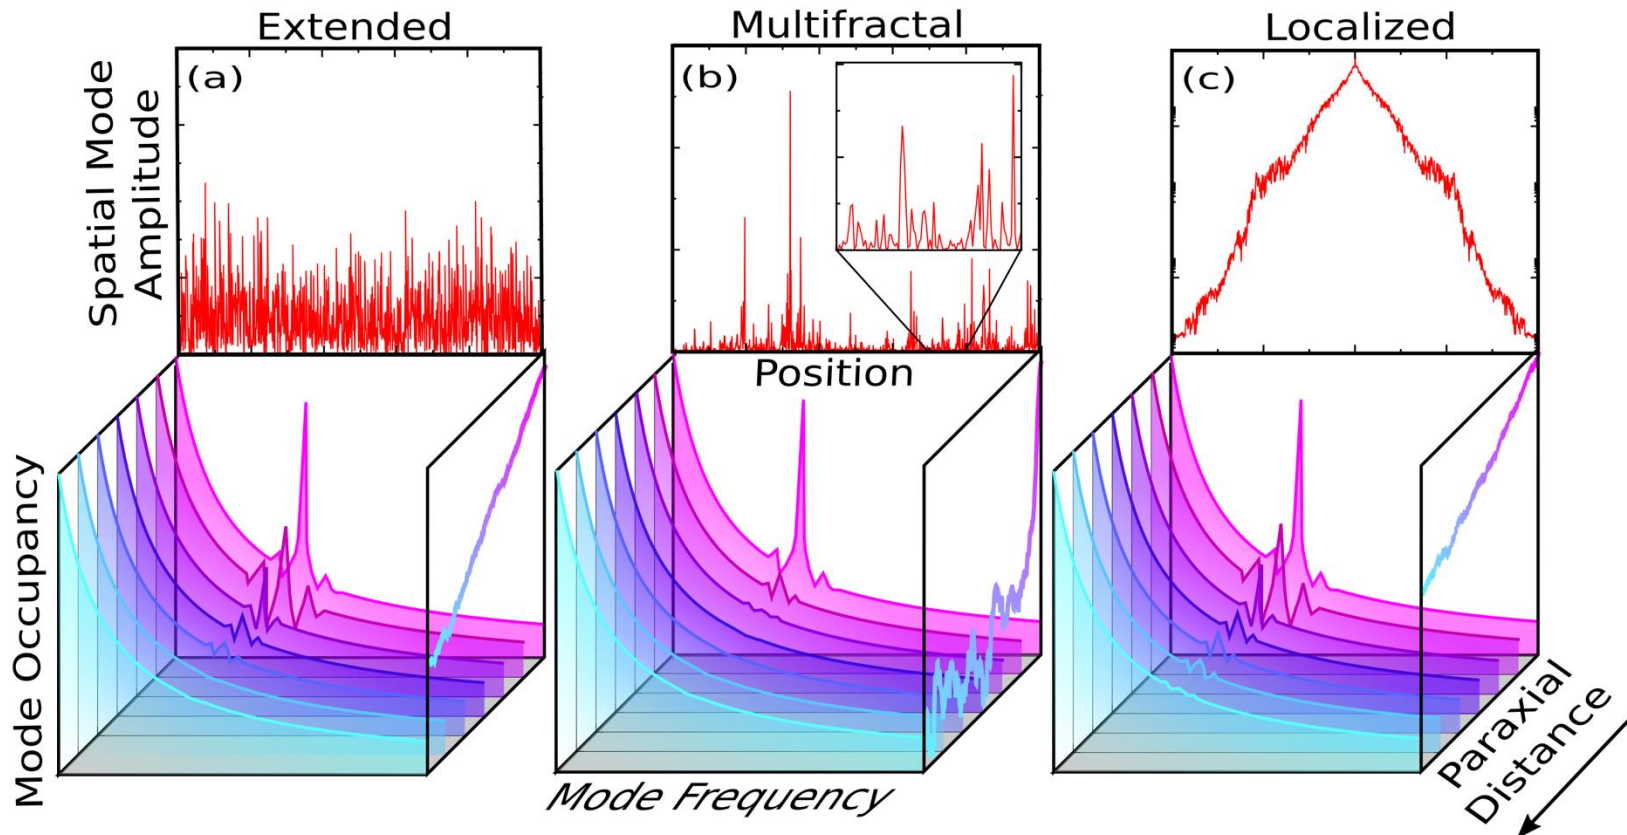 Extended
Multifractal
Localized
(a)
(b)
(c)
Spatial Mode
Amplitude
Position
Mode Occupancy
Mode Frequency
Paraxial
Distance